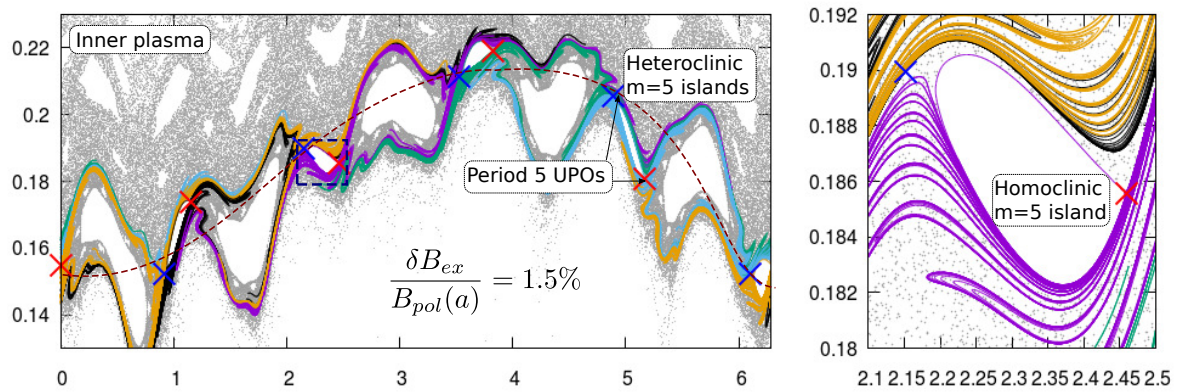 Inner plasma
Heteroclinic
m=5 islands
Period 5 UPOs
δB_ex / B_pol(a) = 1.5%
0.22
0.2
0.18
0.16
0.14
0 1 2 3 4 5 6
Homoclinic
m=5 island
0.192
0.19
0.188
0.186
0.184
0.182
0.18
2.1 2.15 2.2 2.25 2.3 2.35 2.4 2.45 2.5